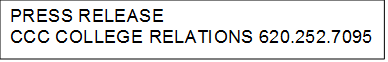 PRESS RELEASE
CCC COLLEGE RELATIONS 620.252.7095